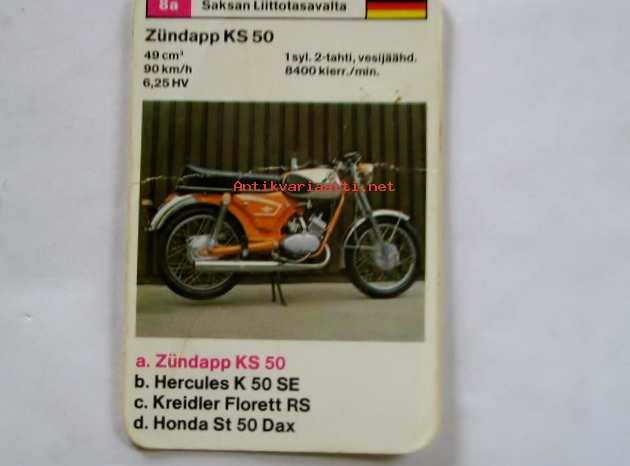 8a Saksan Liittotasavalta
Zündapp KS 50
49 cm³ 1 syl. 2-tahti, vesijäähd.
90 km/h 8400 kierr./min.
6,25 HV
Antikvariaatti.net
a. Zündapp KS 50
b. Hercules K 50 SE
c. Kreidler Florett RS
d. Honda St 50 Dax